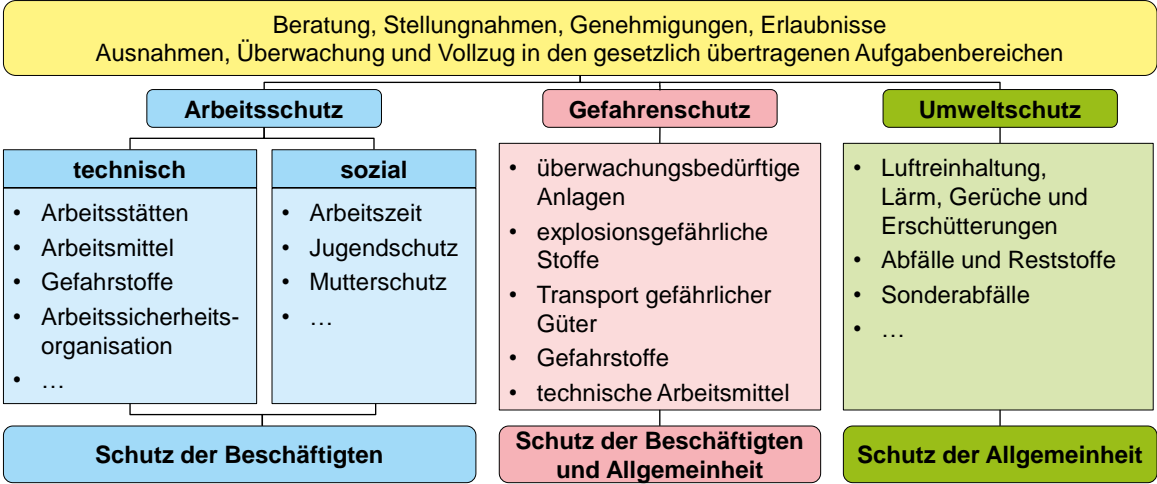 Beratung, Stellungnahmen, Genehmigungen, Erlaubnisse
Ausnahmen, Überwachung und Vollzug in den gesetzlich übertragenen Aufgabenbereichen
Arbeitsschutz
technisch
• Arbeitsstätten
• Arbeitsmittel
• Gefahrstoffe
• Arbeitssicherheits-
organisation
• …
sozial
• Arbeitszeit
• Jugendschutz
• Mutterschutz
• …
Schutz der Beschäftigten
Gefahrenschutz
• überwachungsbedürftige
Anlagen
• explosionsgefährliche
Stoffe
• Transport gefährlicher
Güter
• Gefahrstoffe
• technische Arbeitsmittel
Schutz der Beschäftigten
und Allgemeinheit
Umweltschutz
• Luftreinhaltung,
Lärm, Gerüche und
Erschütterungen
• Abfälle und Reststoffe
• Sonderabfälle
• …
Schutz der Allgemeinheit